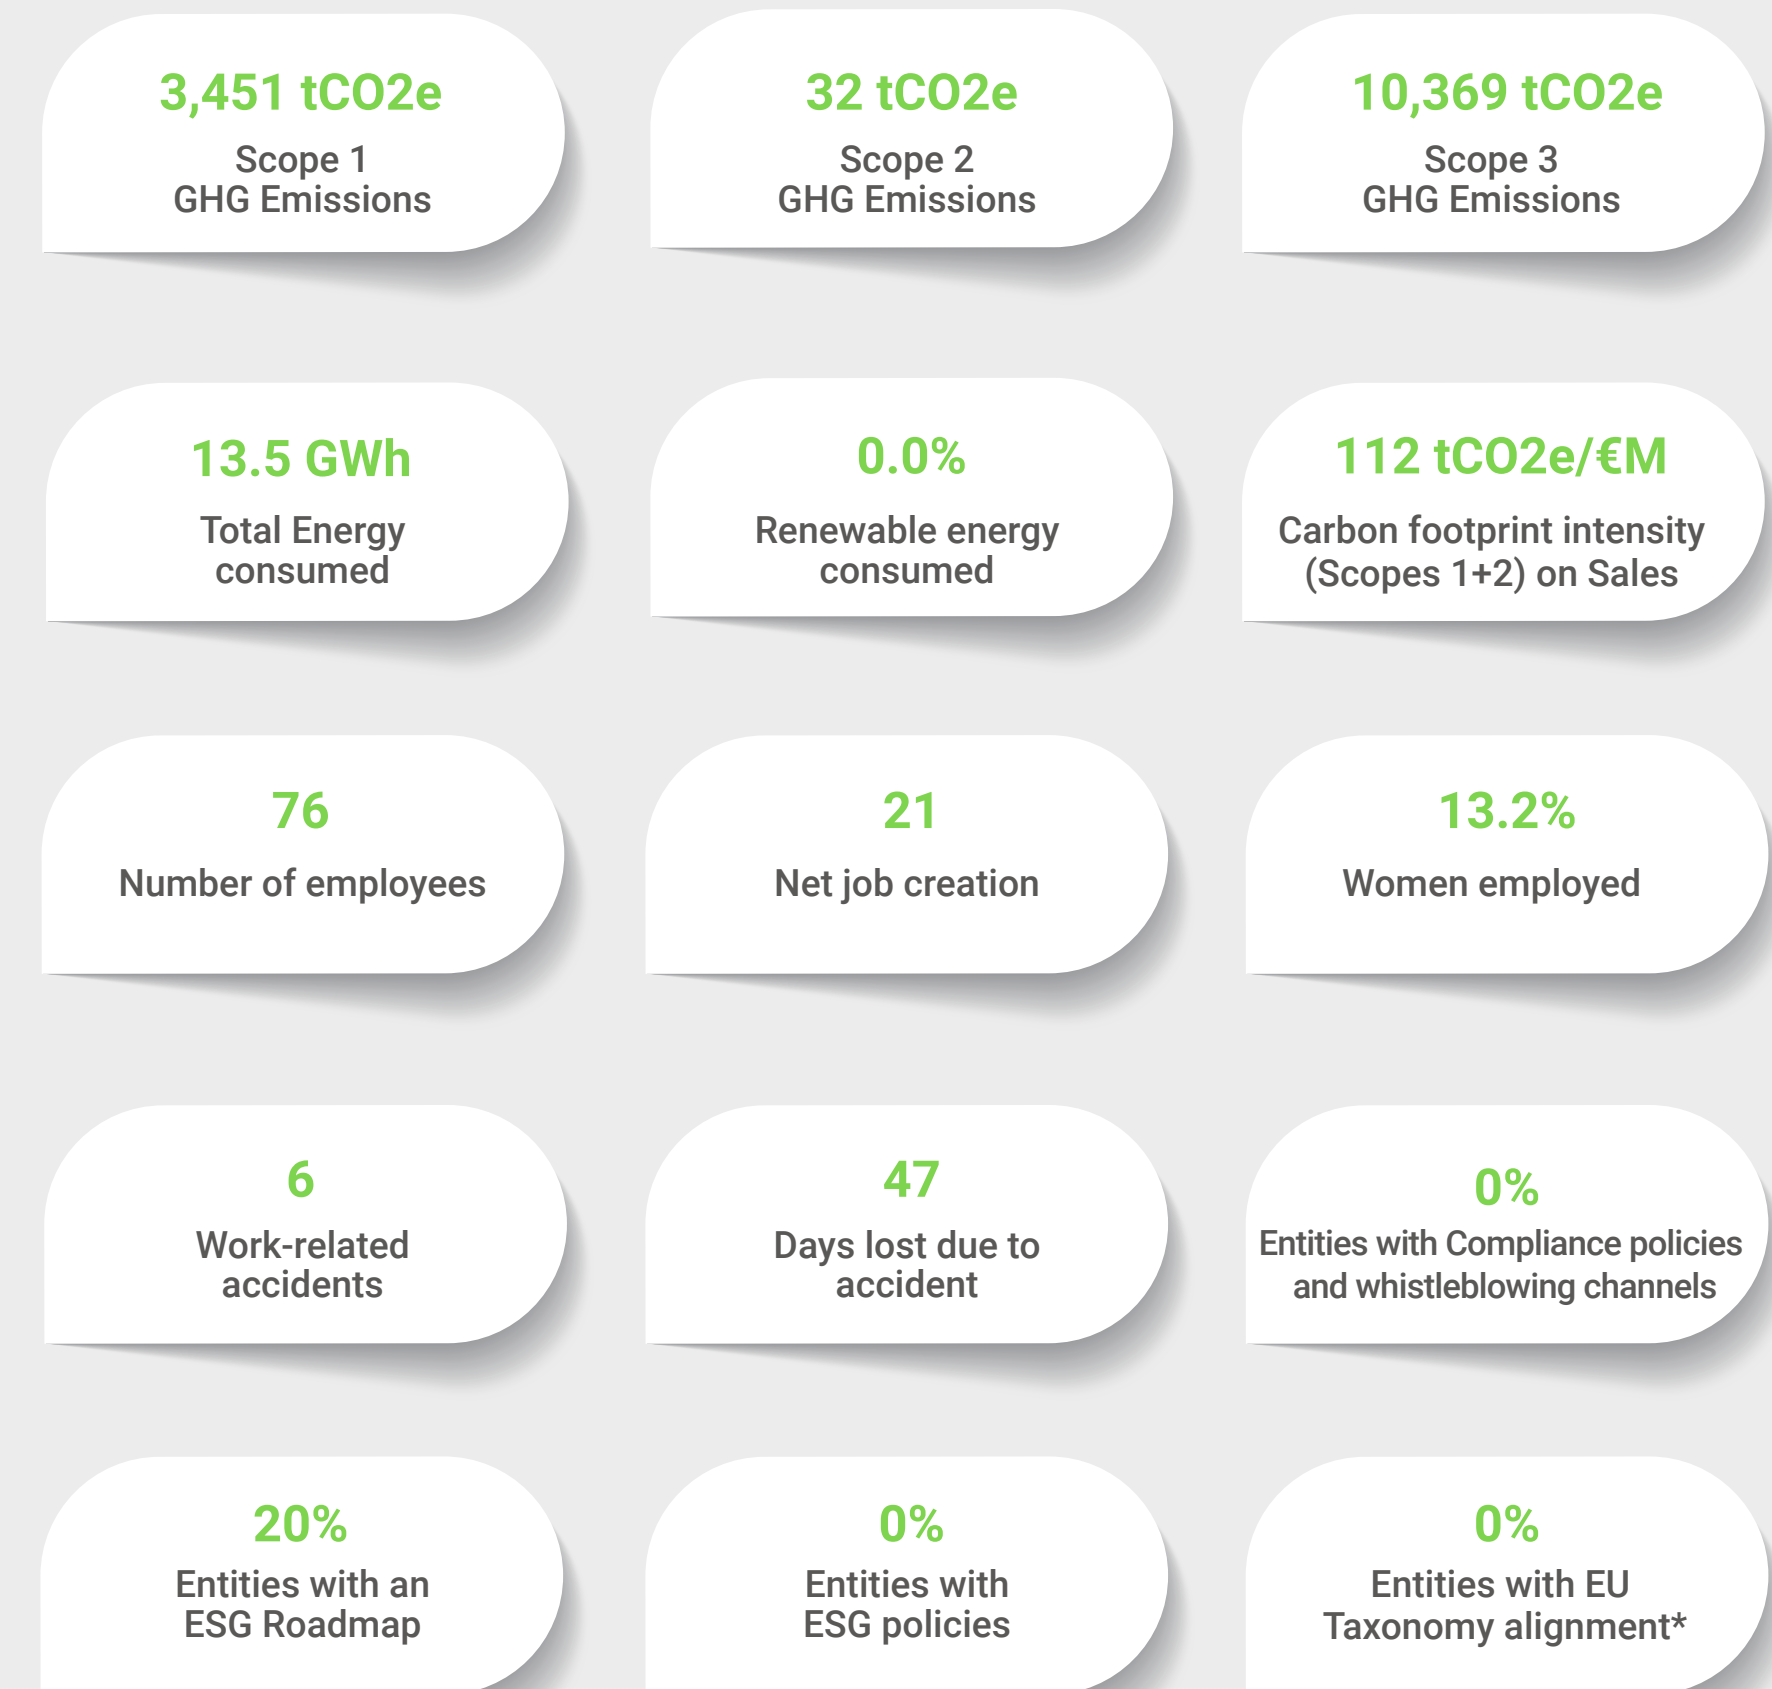 3,451 tCO2e
Scope 1
GHG Emissions
32 tCO2e
Scope 2
GHG Emissions
10,369 tCO2e
Scope 3
GHG Emissions
13.5 GWh
Total Energy
consumed
0.0%
Renewable energy
consumed
112 tCO2e/€M
Carbon footprint intensity
(Scopes 1+2) on Sales
76
Number of employees
21
Net job creation
13.2%
Women employed
6
Work-related
accidents
47
Days lost due to
accident
0%
Entities with Compliance policies
and whistleblowing channels
20%
Entities with an
ESG Roadmap
0%
Entities with
ESG policies
0%
Entities with EU
Taxonomy alignment*